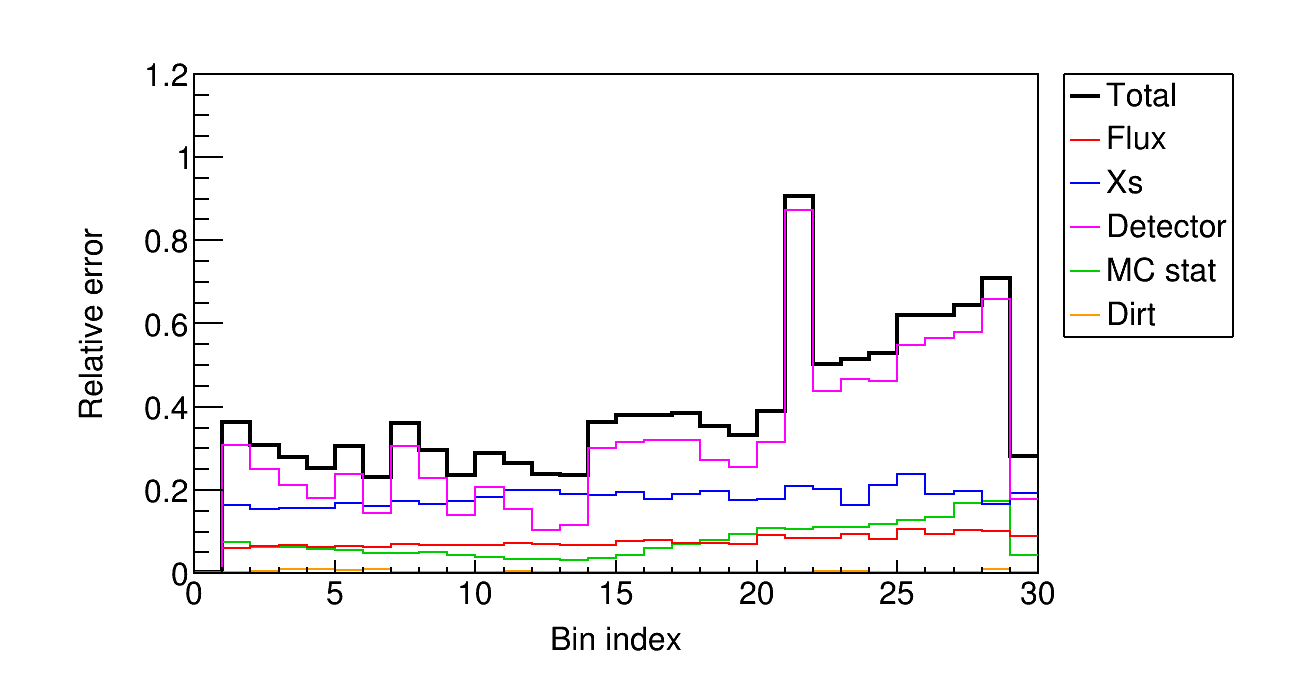 Relative error
1.2
1
0.8
0.6
0.4
0.2
0
0 5 10 15 20 25 30
Bin index
Total
Flux
Xs
Detector
MC stat
Dirt